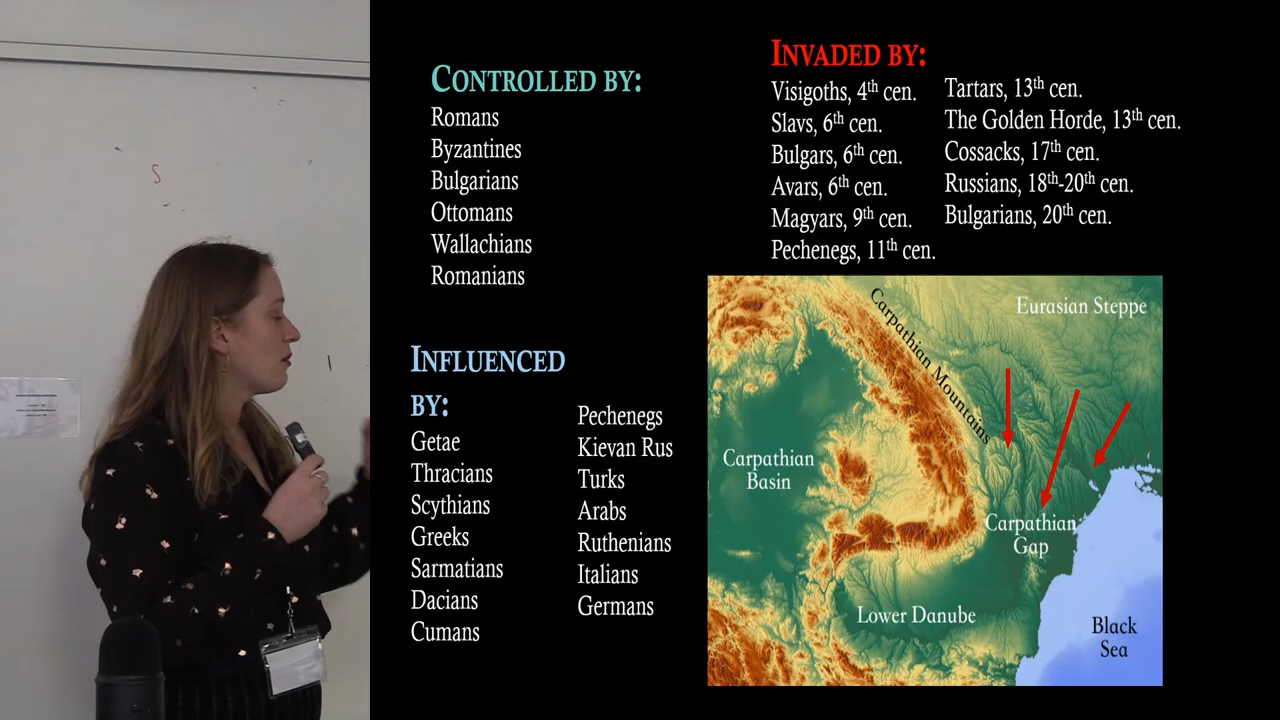 CONTROLLED BY:
Romans
Byzantines
Bulgarians
Ottomans
Wallachians
Romanians
INFLUENCED
BY:
Getae
Thracians
Scythians
Greeks
Sarmatians
Dacians
Cumans
Pechenegs
Kievan Rus
Turks
Arabs
Ruthenians
Italians
Germans
INVADED BY:
Visigoths, 4th cen.
Slavs, 6th cen.
Bulgars, 6th cen.
Avars, 6th cen.
Magyars, 9th cen.
Pechenegs, 11th cen.
Tartars, 13th cen.
The Golden Horde, 13th cen.
Cossacks, 17th cen.
Russians, 18th-20th cen.
Bulgarians, 20th cen.
Eurasian Steppe
Carpathian Mountains
Carpathian
Basin
Carpathian
Gap
Lower Danube
Black
Sea
S